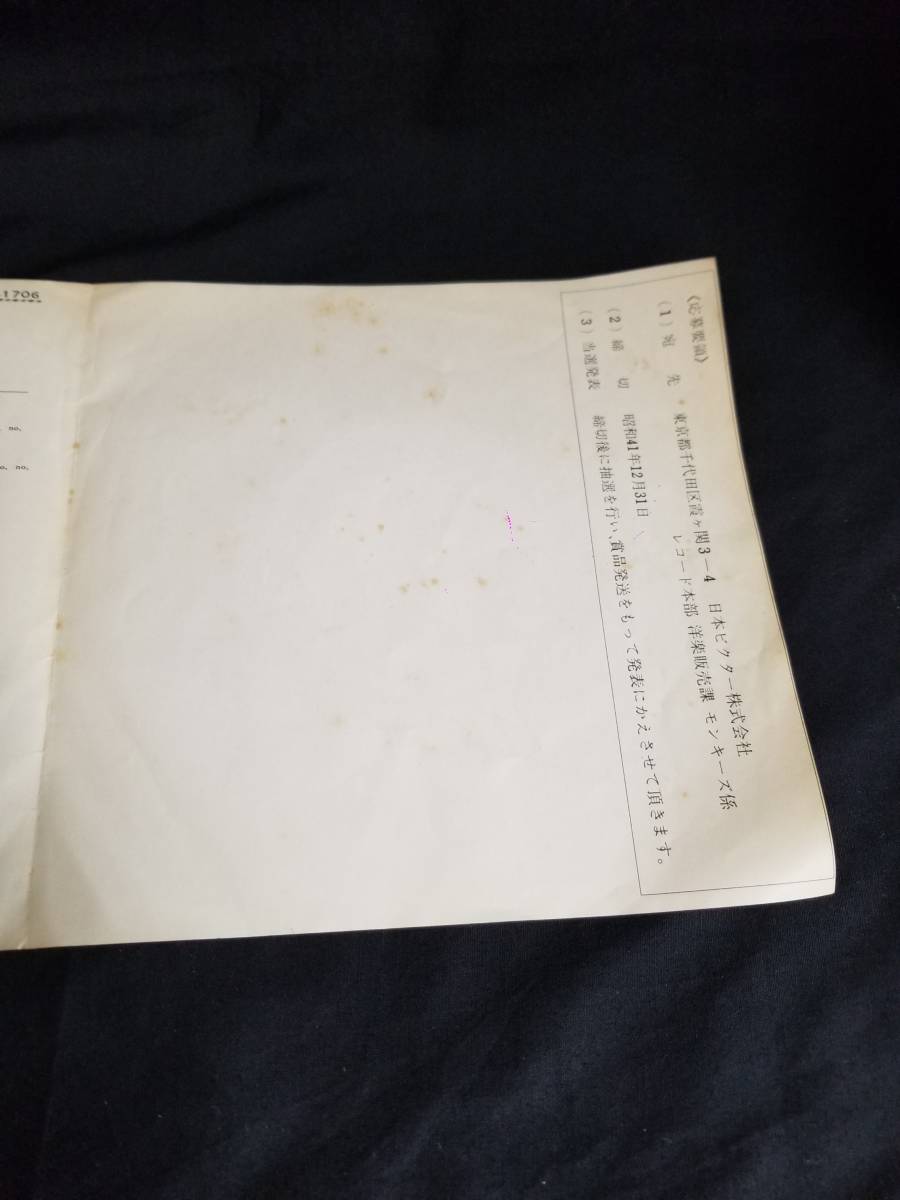 1706
no,
no,
《応募要領》
(1) 宛 先 東京都千代田区霞ヶ関3-4 日本ビクター株式会社
レコード本部 洋楽販売課 モンキーズ係
(2) 締 切 昭和41年12月31日
(3) 当選発表 締切後に抽選を行い、賞品発送をもって発表にかえさせて頂きます。